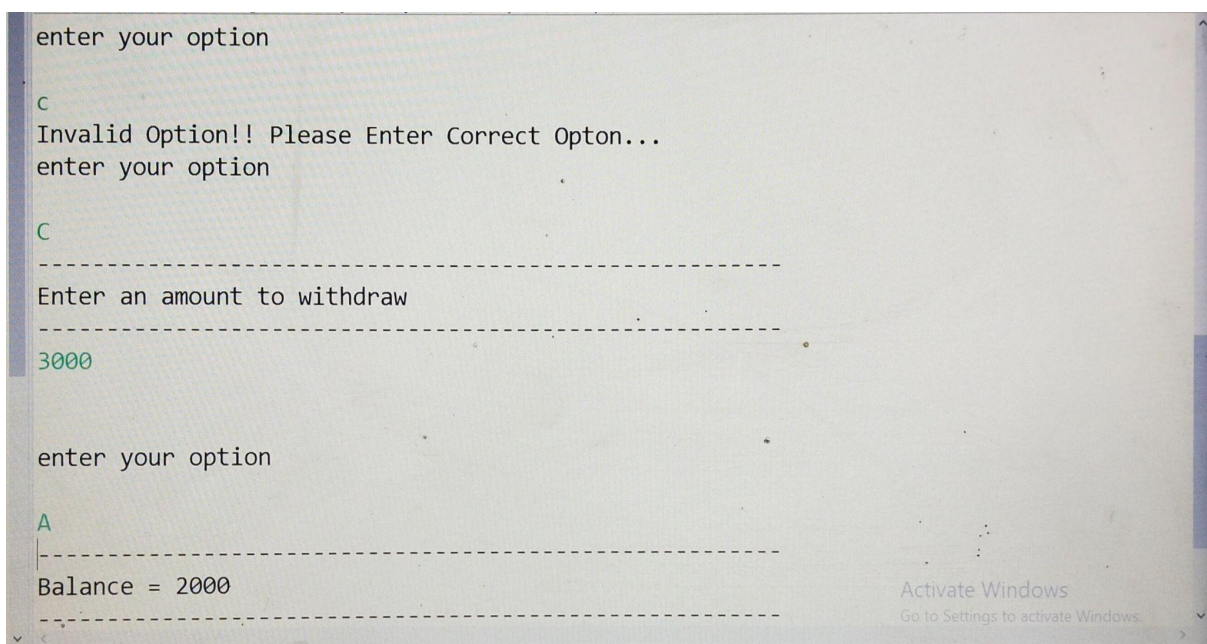 enter your option
c
Invalid Option!! Please Enter Correct Opton...
enter your option
C
------------------------------------------------------
Enter an amount to withdraw
------------------------------------------------------
3000
enter your option
A
------------------------------------------------------
Balance = 2000
------------------------------------------------------
Activate Windows
Go to Settings to activate Windows.